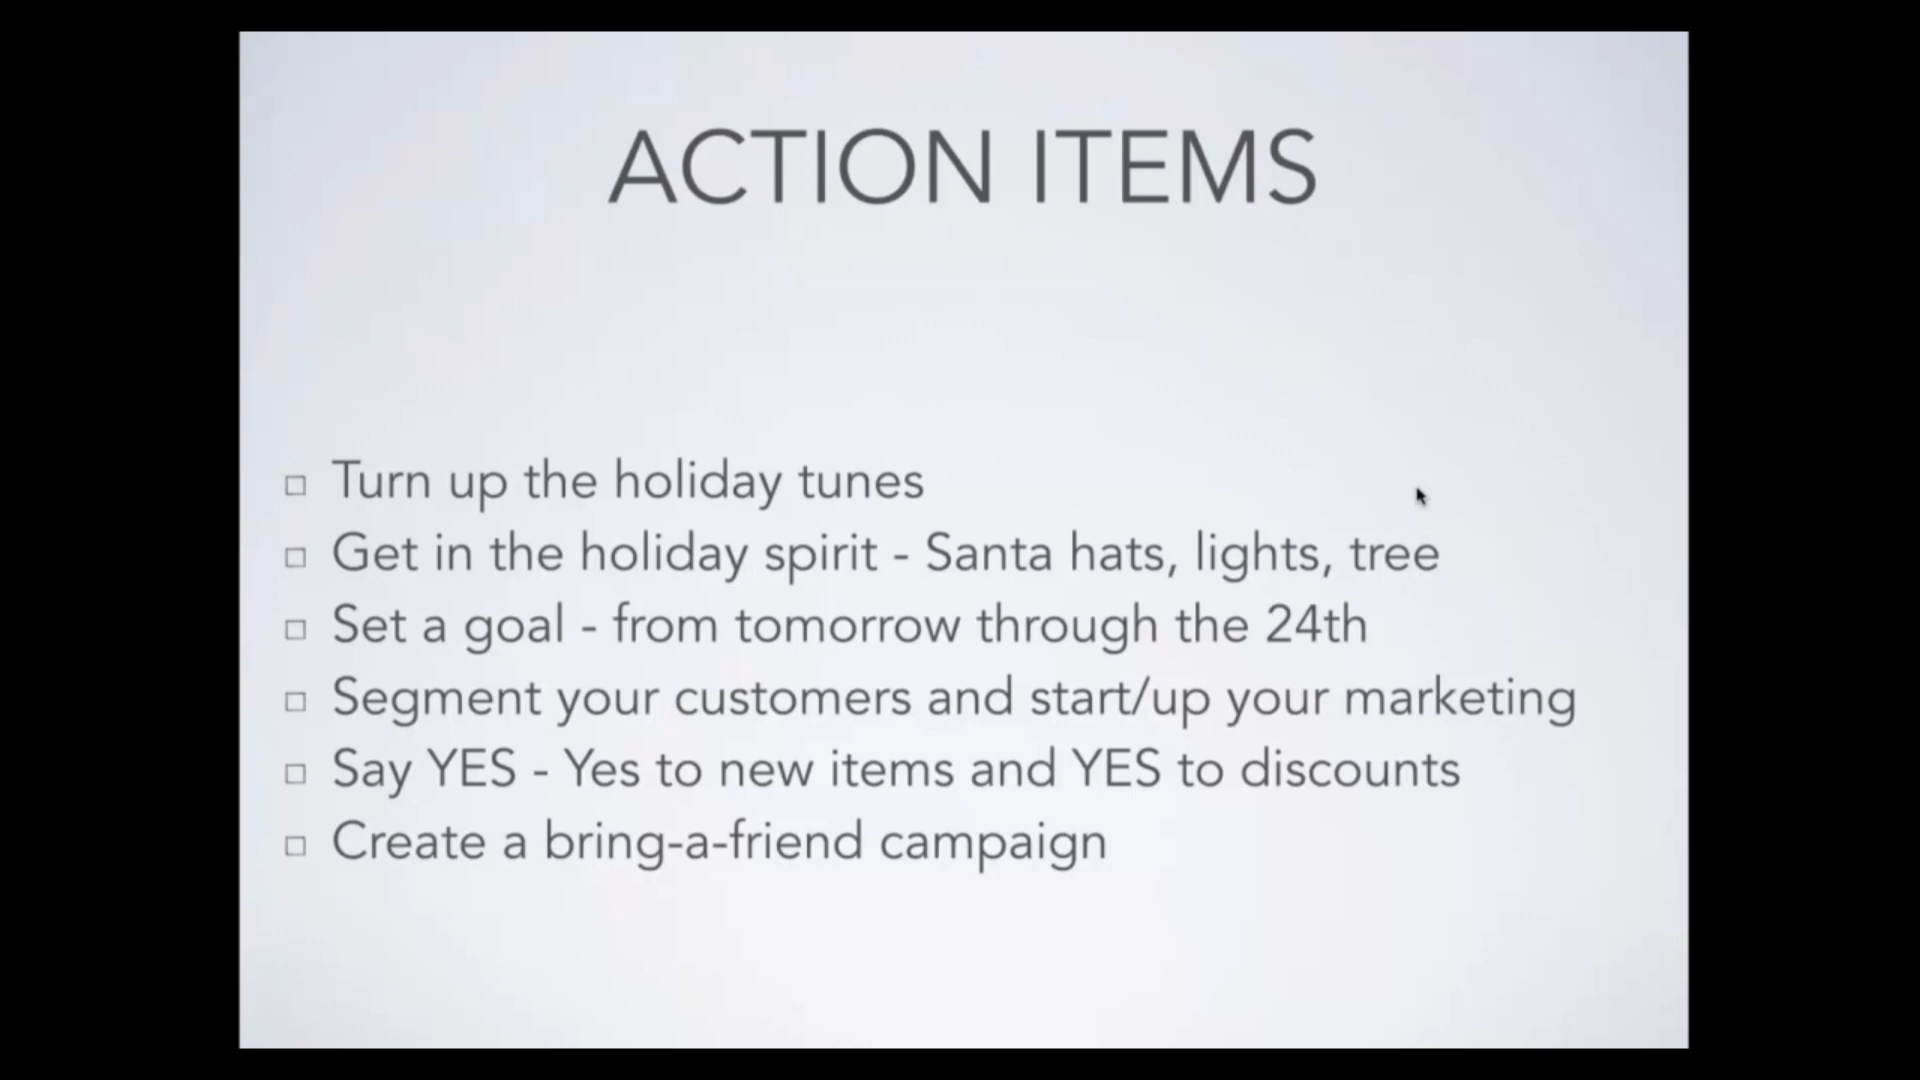 ACTION ITEMS
Turn up the holiday tunes
Get in the holiday spirit - Santa hats, lights, tree
Set a goal - from tomorrow through the 24th
Segment your customers and start/up your marketing
Say YES - Yes to new items and YES to discounts
Create a bring-a-friend campaign